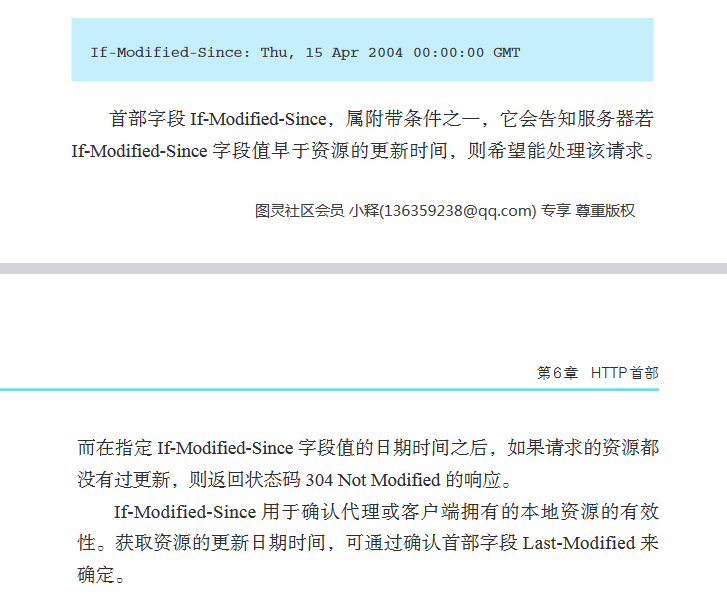 If-Modified-Since: Thu, 15 Apr 2004 00:00:00 GMT
首部字段 If-Modified-Since，属附带条件之一，它会告知服务器若
If-Modified-Since 字段值早于资源的更新时间，则希望能处理该请求。
图灵社区会员 小释(136359238@qq.com) 专享 尊重版权
第6章 HTTP首部
而在指定 If-Modified-Since 字段值的日期时间之后，如果请求的资源都
没有过更新，则返回状态码 304 Not Modified 的响应。
If-Modified-Since 用于确认代理或客户端拥有的本地资源的有效
性。获取资源的更新日期时间，可通过确认首部字段 Last-Modified 来
确定。